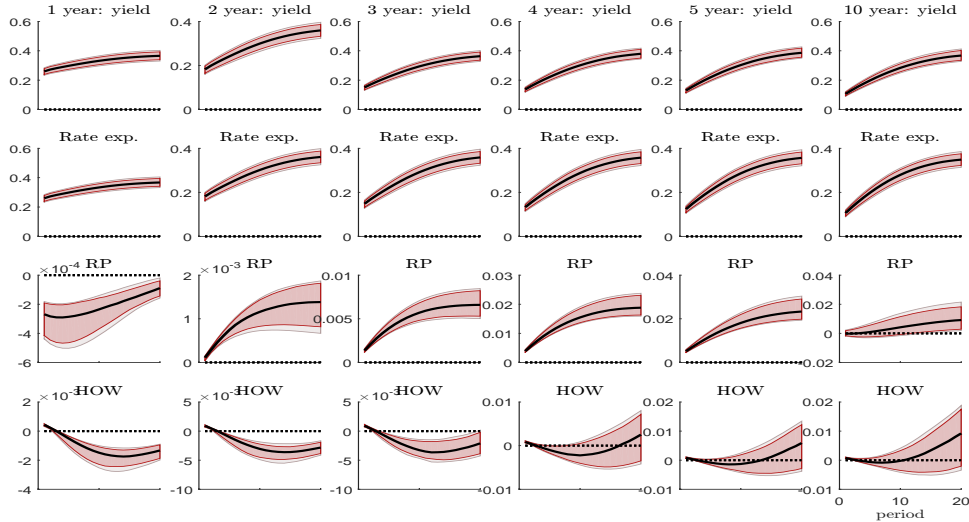 1 year: yield 2 year: yield 3 year: yield 4 year: yield 5 year: yield 10 year: yield
0.6 0.4 0.6 0.6 0.6 0.6
0.4 0.4 0.4 0.4 0.4
0.2 0.2 0.2 0.2 0.2 0.2
0 0 0 0 0 0
Rate exp. Rate exp. Rate exp. Rate exp. Rate exp. Rate exp.
0.6 0.4 0.4 0.4 0.4 0.4
0.4
0.2 0.2 0.2 0.2 0.2 0.2
0 0 0 0 0 0
× 10⁻⁴ RP × 10⁻³ RP RP RP RP RP
0 2 0.01 0.03 0.04 0.04
-2 0.02 0.02
1 0.005 0.02
-4 0.01 0
-6 0 0 0 0 -0.02
HOW HOW HOW HOW HOW HOW
2 5 5 0.01 0.02 0.02
0 0 0 0.01 0.01
-2 -5 -5 0 0 0
-4 -10 -10 -0.01 -0.01 -0.01
0 10 20
period